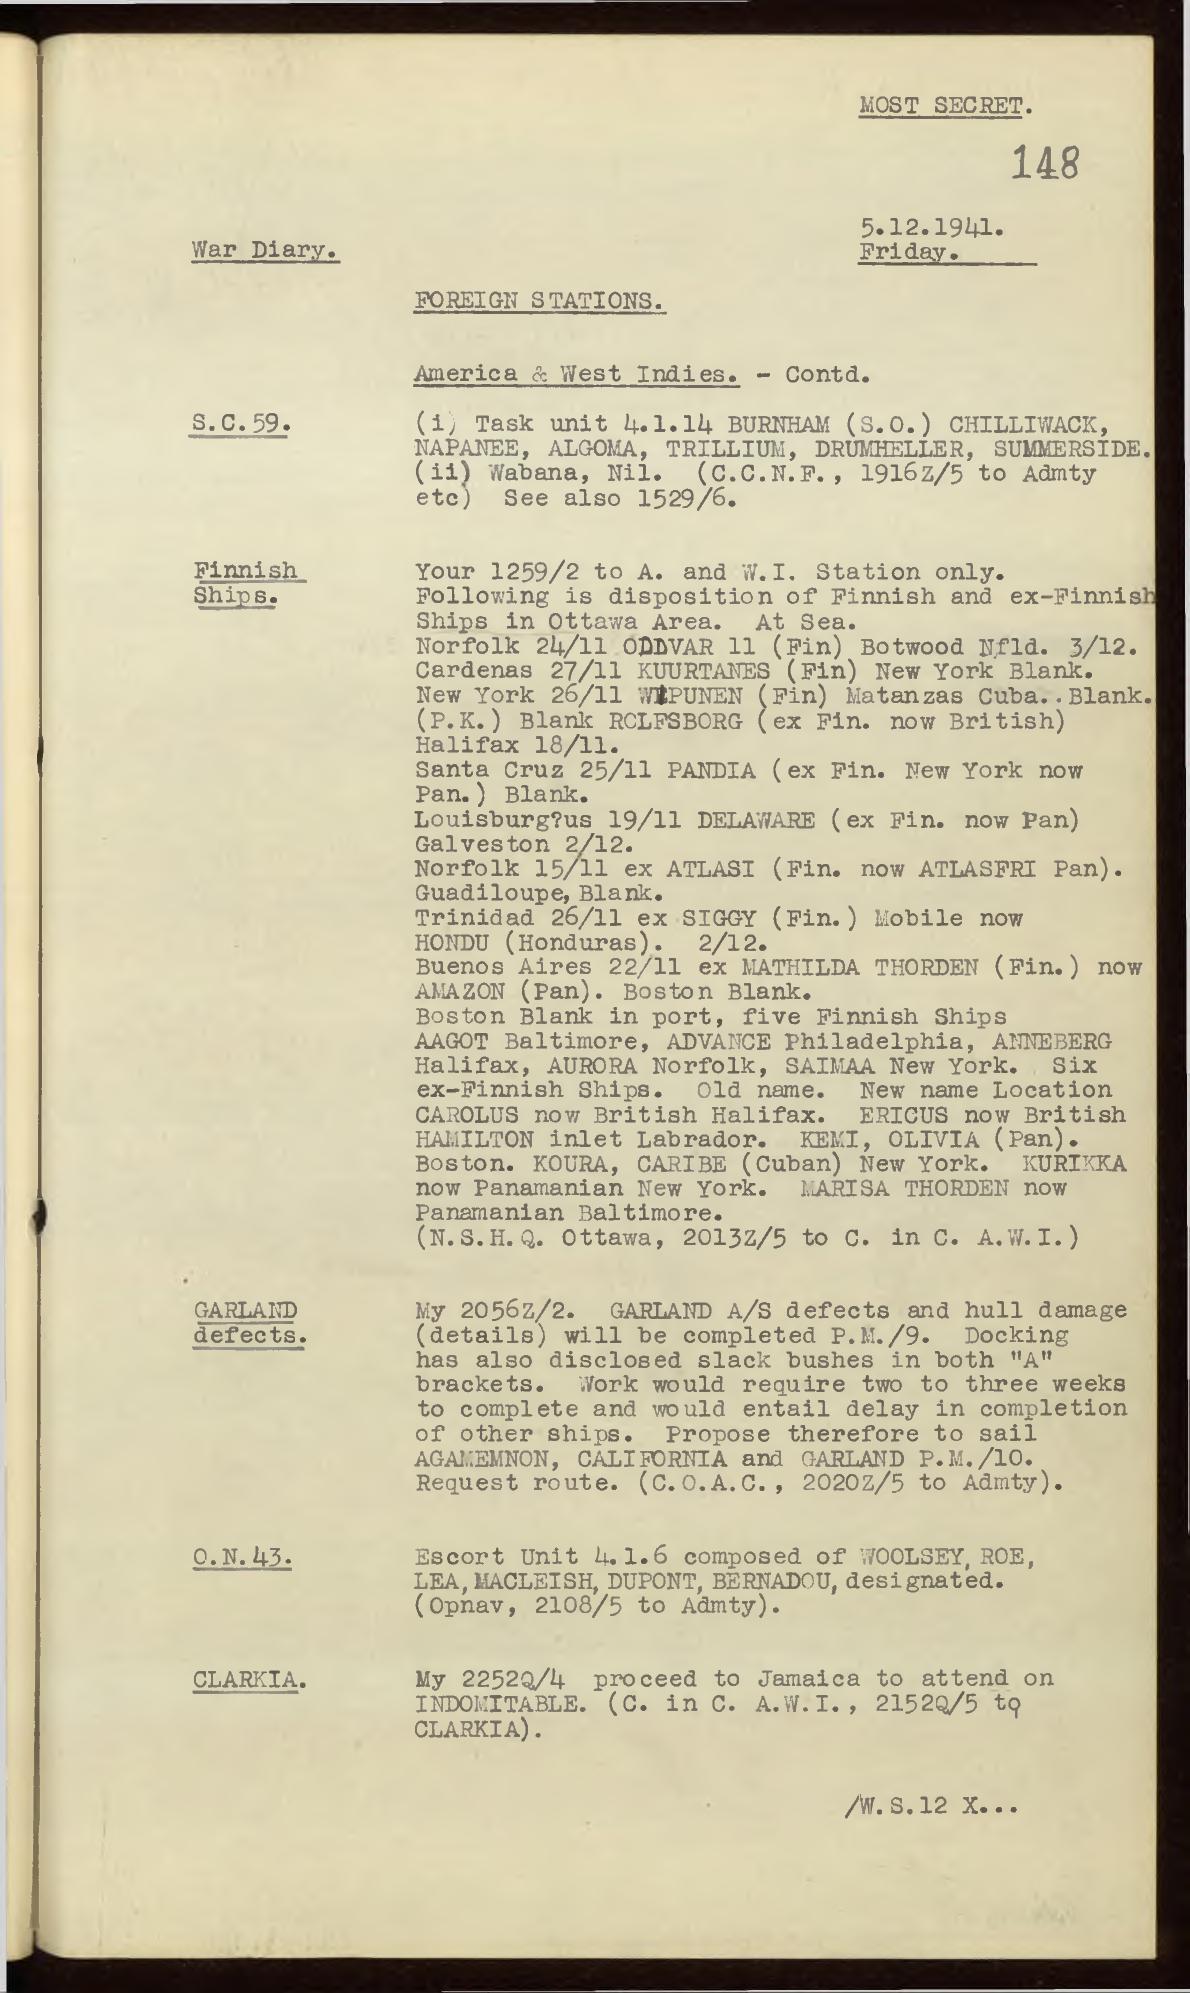 MOST SECRET.
148
5.12.1941.
War Diary.
Friday.
FOREIGN STATIONS.
America & West Indies. - Contd.
S.C.59.
(i) Task unit 4.1.14 BURNHAM (S.O.) CHILLIWACK,
NAPANEE, ALGOMA, TRILLIUM, DRUMHELLER, SUMMERSIDE.
(ii) Wabana, Nil. (C.C.N.F., 1916Z/5 to Admty
etc) See also 1529/6.
Finnish
Ships.
Your 1259/2 to A. and W.I. Station only.
Following is disposition of Finnish and ex-Finnish
Ships in Ottawa Area. At Sea.
Norfolk 24/11 ODDVAR 11 (Fin) Botwood Nfld. 3/12.
Cardenas 27/11 KUURTANES (Fin) New York Blank.
New York 26/11 WIPUNEN (Fin) Matanzas Cuba.. Blank.
(P.K.) Blank ROLFSBORG (ex Fin. now British)
Halifax 18/11.
Santa Cruz 25/11 PANDIA (ex Fin. New York now
Pan.) Blank.
Louisburg?us 19/11 DELAWARE (ex Fin. now Pan)
Galveston 2/12.
Norfolk 15/11 ex ATLASI (Fin. now ATLASFRI Pan).
Guadiloupe, Blank.
Trinidad 26/11 ex SIGGY (Fin.) Mobile now
HONDU (Honduras). 2/12.
Buenos Aires 22/11 ex MATHILDA THORDEN (Fin.) now
AMAZON (Pan). Boston Blank.
Boston Blank in port, five Finnish Ships
AAGOT Baltimore, ADVANCE Philadelphia, ANNEBERG
Halifax, AURORA Norfolk, SAIMAA New York. Six
ex-Finnish Ships. Old name. New name Location
CAROLUS now British Halifax. ERICUS now British
HAMILTON inlet Labrador. KEMI, OLIVIA (Pan).
Boston. KOURA, CARIBE (Cuban) New York. KURIKKA
now Panamanian New York. MARISA THORDEN now
Panamanian Baltimore.
(N.S.H.Q. Ottawa, 2013Z/5 to C. in C. A.W.I.)
GARLAND
defects.
My 2056Z/2. GARLAND A/S defects and hull damage
(details) will be completed P.M./9. Docking
has also disclosed slack bushes in both "A"
brackets. Work would require two to three weeks
to complete and would entail delay in completion
of other ships. Propose therefore to sail
AGAMEMNON, CALIFORNIA and GARLAND P.M./10.
Request route. (C.O.A.C., 2020Z/5 to Admty).
O.N.43.
Escort Unit 4.1.6 composed of WOOLSEY, ROE,
LEA, MACLEISH, DUPONT, BERNADOU, designated.
(Opnav, 2108/5 to Admty).
CLARKIA.
My 2252Q/4 proceed to Jamaica to attend on
INDOMITABLE. (C. in C. A.W.I., 2152Q/5 to
CLARKIA).
/W.S.12 X...